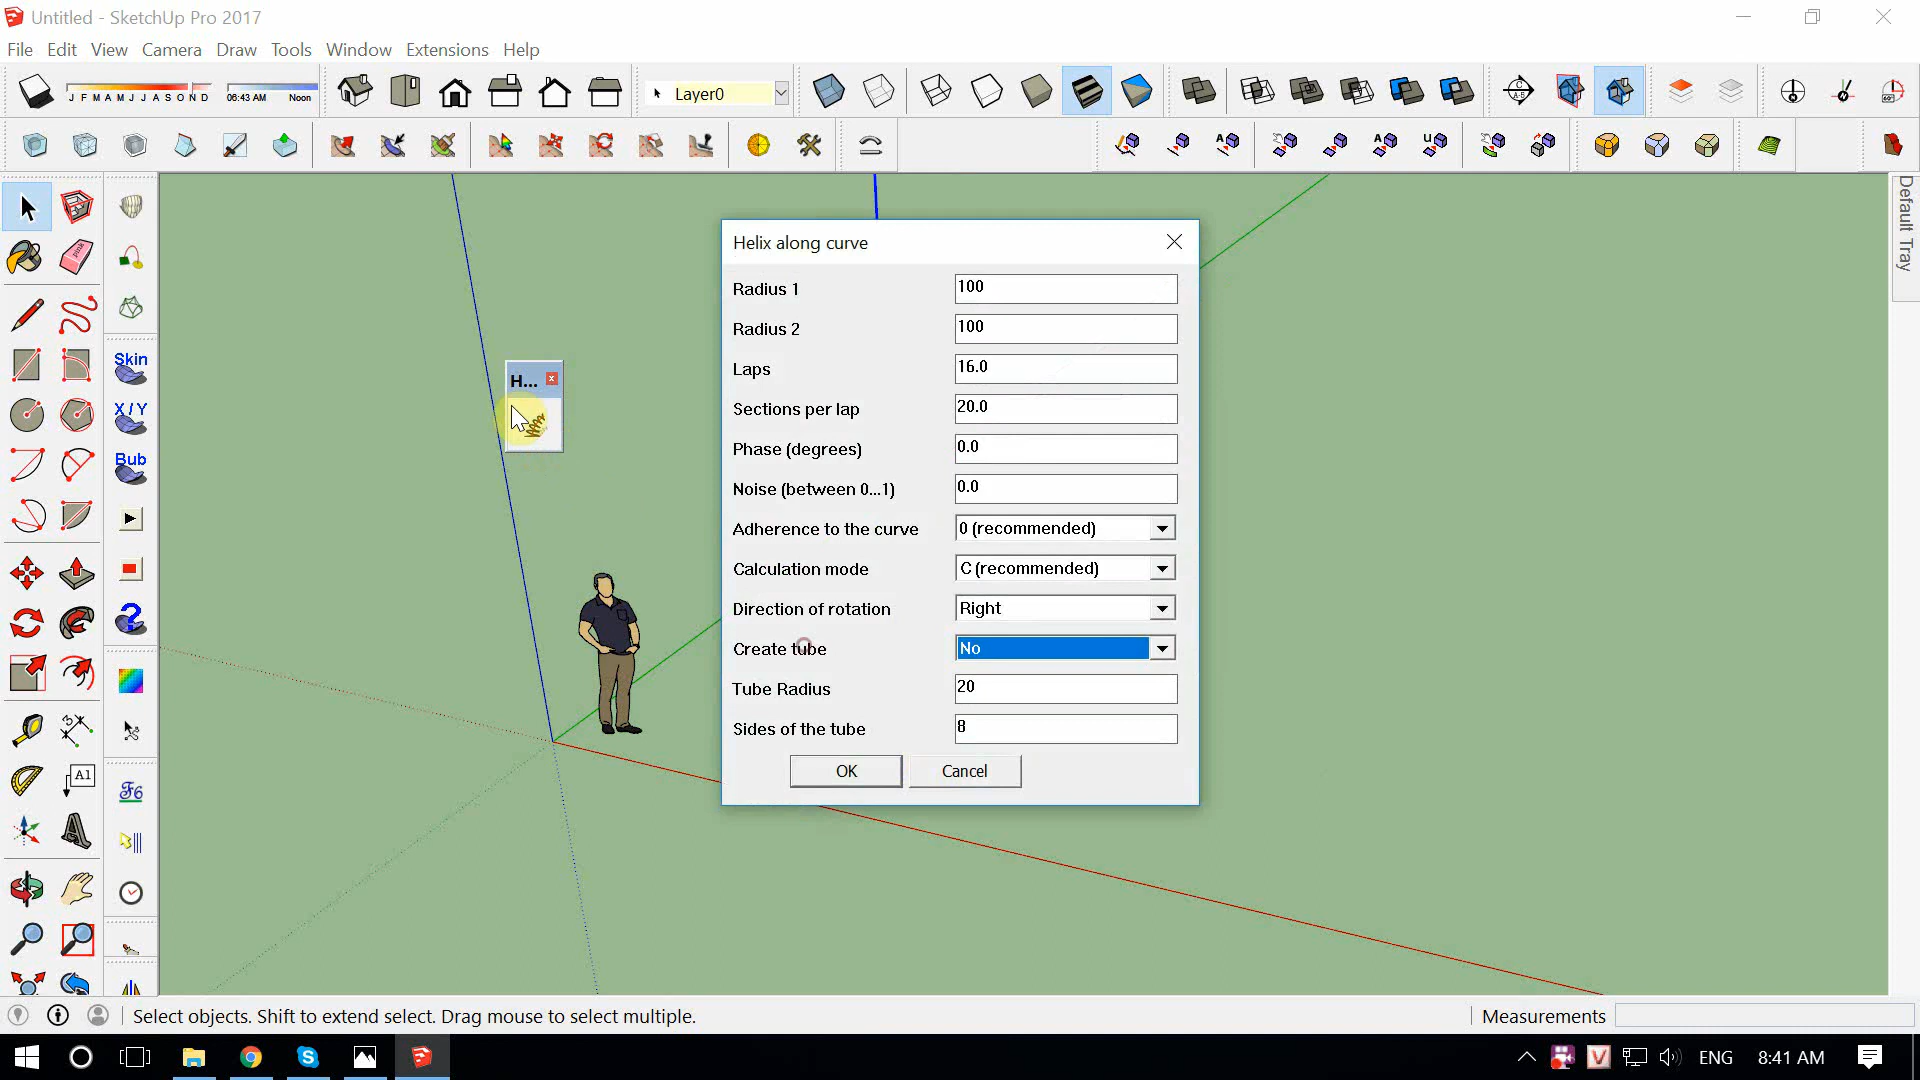 Untitled - SketchUp Pro 2017
File Edit View Camera Draw Tools Window Extensions Help
J F M A M J J A S O N D
06:43 AM Noon
Layer0
Default Tray
Helix along curve
Radius 1 100
Radius 2 100
Laps 16.0
Sections per lap 20.0
Phase (degrees) 0.0
Noise (between 0...1) 0.0
Adherence to the curve 0 (recommended)
Calculation mode C (recommended)
Direction of rotation Right
Create tube No
Tube Radius 20
Sides of the tube 8
OK Cancel
H...
Skin
X/Y
Bub
A1
Select objects. Shift to extend select. Drag mouse to select multiple.
Measurements
ENG 8:41 AM